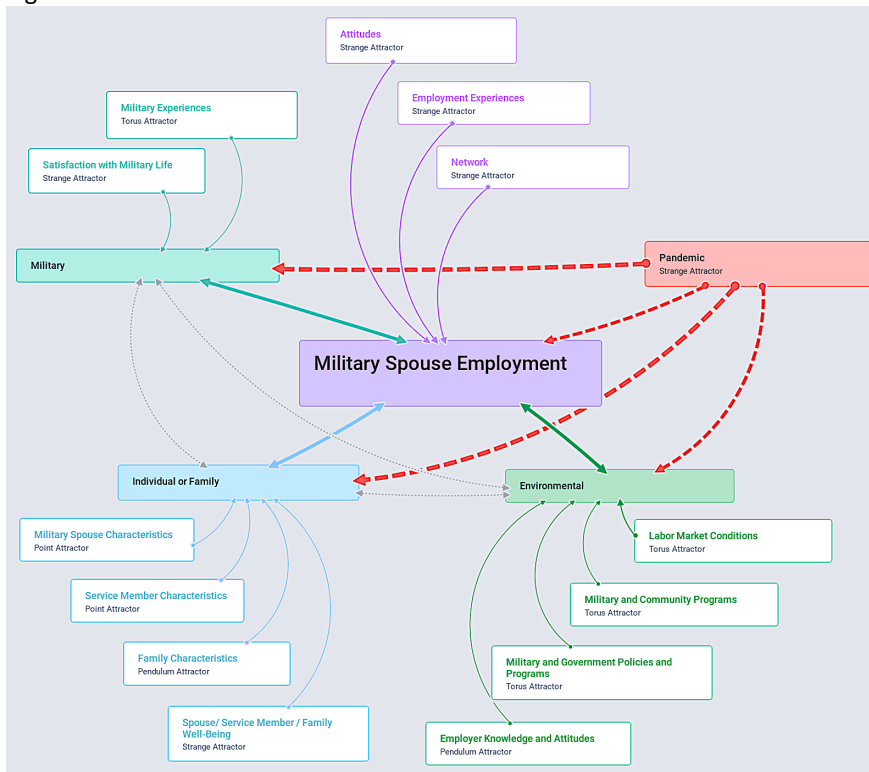 Attitudes
Strange Attractor
Employment Experiences
Strange Attractor
Military Experiences
Torus Attractor
Network
Strange Attractor
Satisfaction with Military Life
Strange Attractor
Military
Pandemic
Strange Attractor
Military Spouse Employment
Individual or Family
Environmental
Military Spouse Characteristics
Point Attractor
Labor Market Conditions
Torus Attractor
Service Member Characteristics
Point Attractor
Military and Community Programs
Torus Attractor
Family Characteristics
Pendulum Attractor
Military and Government Policies and
Programs
Torus Attractor
Spouse/ Service Member / Family
Well-Being
Strange Attractor
Employer Knowledge and Attitudes
Pendulum Attractor